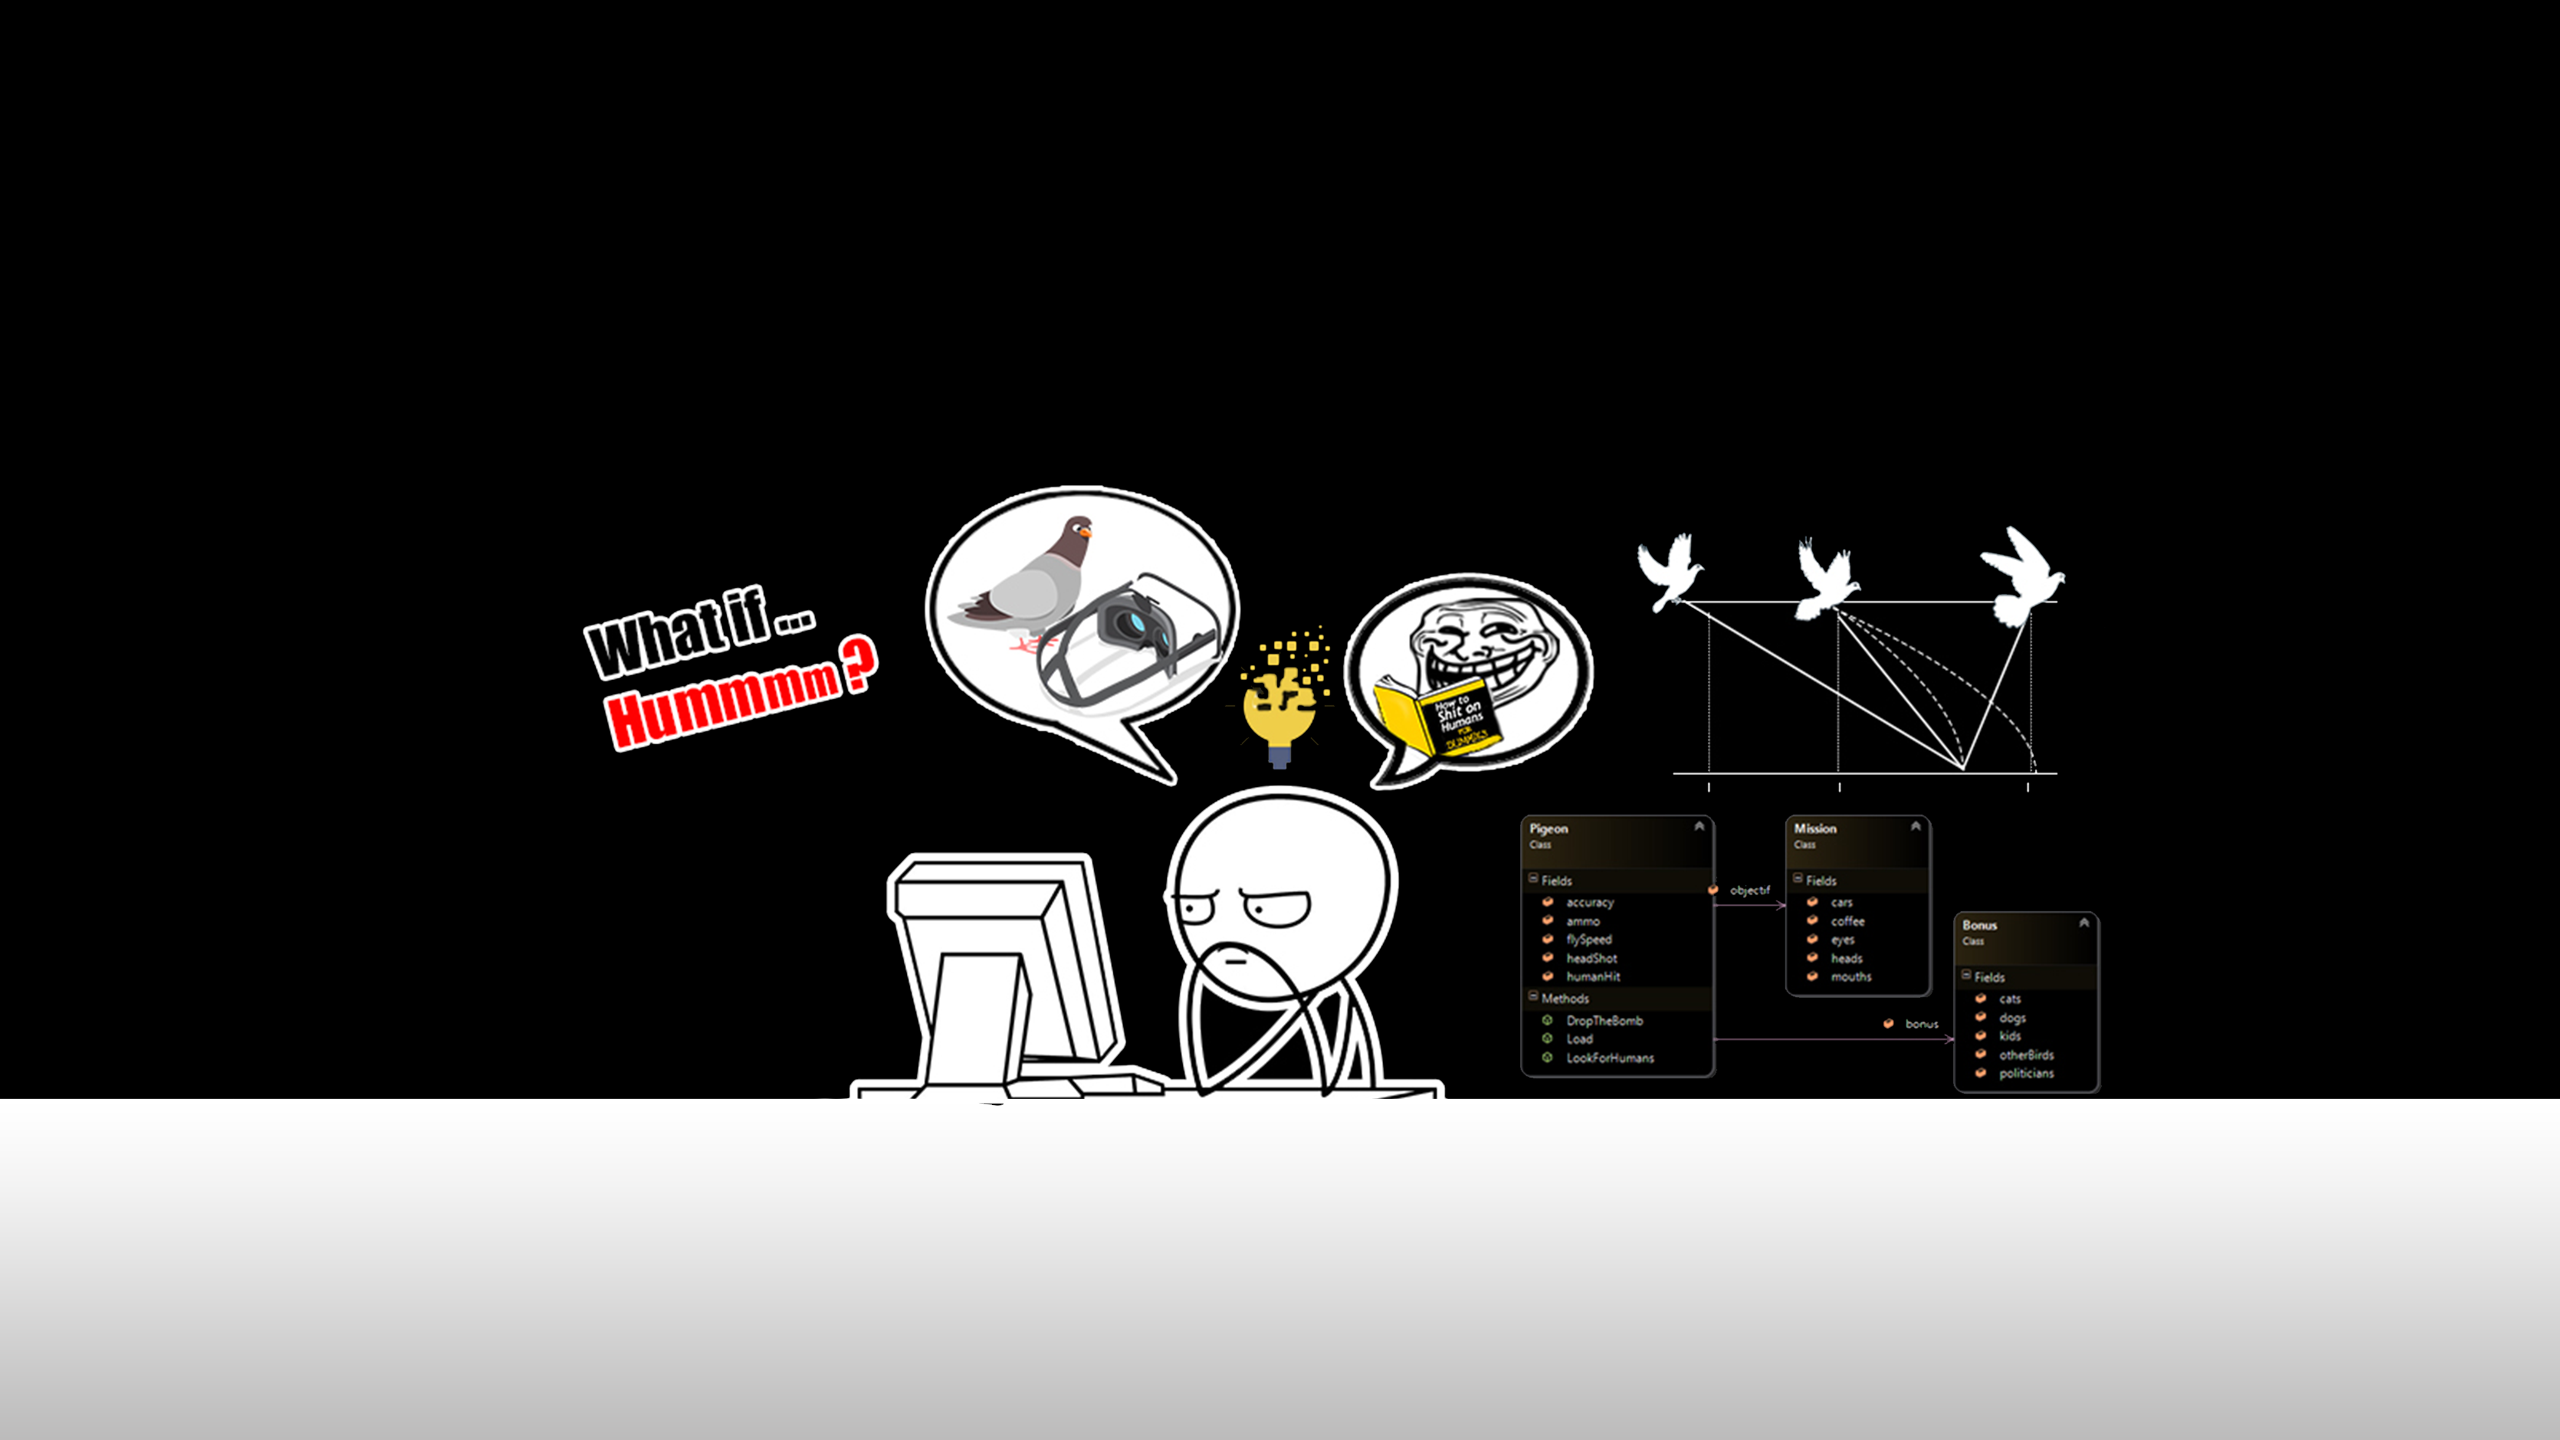 What if ...
Hummmm ?
How to
Shit on
Humans
FOR
DUMMIES
Pigeon
Class
Fields
accuracy
ammo
flySpeed
headShot
humanHit
Methods
DropTheBomb
Load
LookForHumans
objectif
Mission
Class
Fields
cars
coffee
eyes
heads
mouths
bonus
Bonus
Class
Fields
cats
dogs
kids
otherBirds
politicians